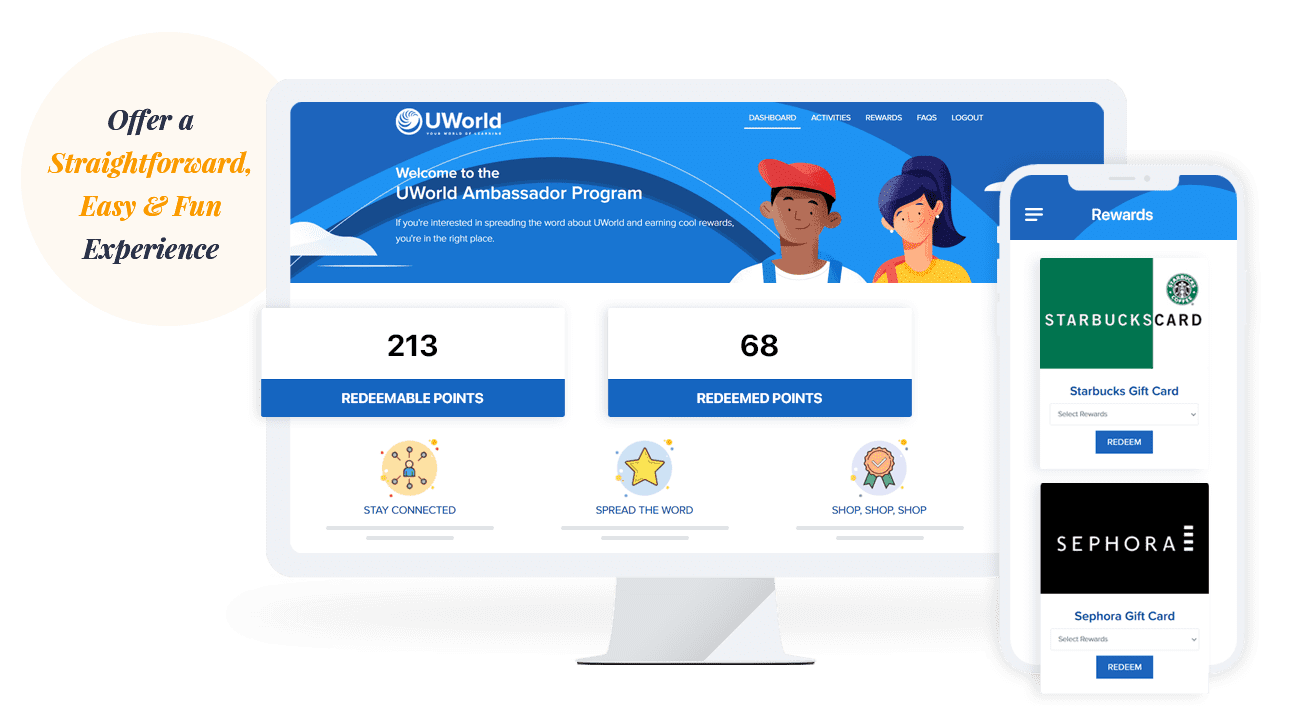 Offer a
Straightforward,
Easy & Fun
Experience
UWorld
YOUR WORLD OF LEARNING
DASHBOARD
ACTIVITIES
REWARDS
FAQS
LOGOUT
Welcome to the
UWorld Ambassador Program
If you're interested in spreading the word about UWorld and earning cool rewards,
you're in the right place.
213
REDEEMABLE POINTS
68
REDEEMED POINTS
STAY CONNECTED
SPREAD THE WORD
SHOP, SHOP, SHOP
Rewards
STARBUCKS COFFEE
STARBUCKSCARD
Starbucks Gift Card
Select Rewards
REDEEM
SEPHORA
Sephora Gift Card
Select Rewards
REDEEM